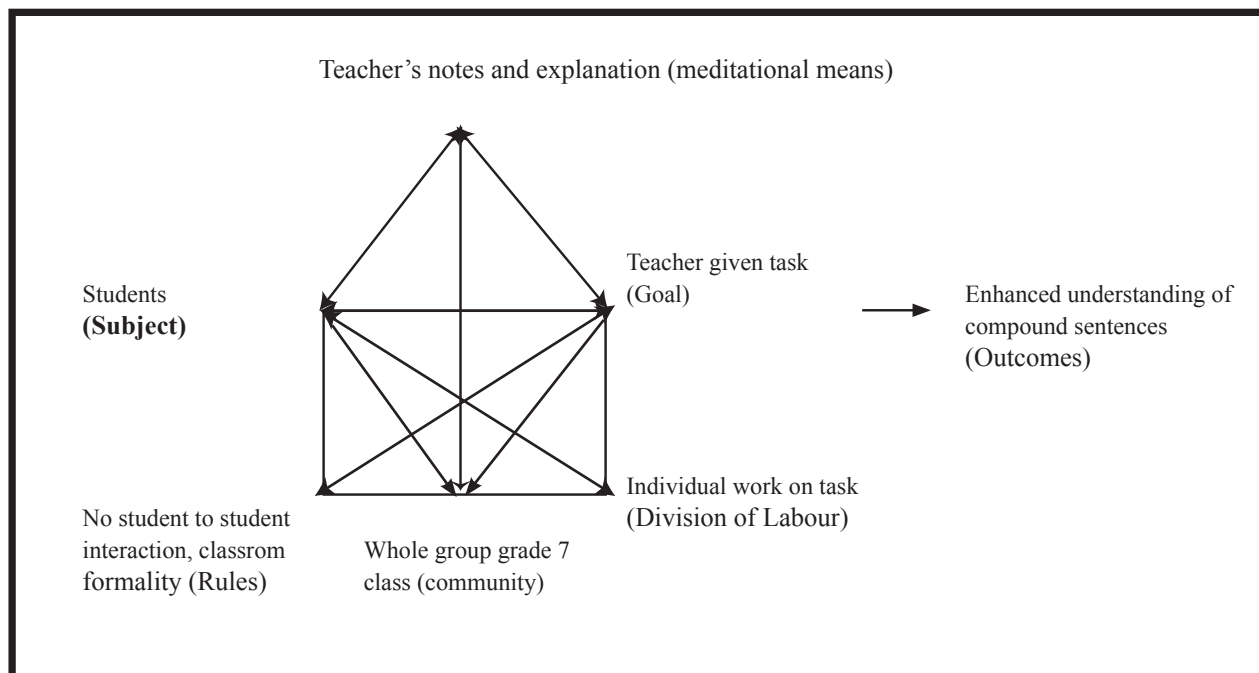 Teacher’s notes and explanation (meditational means)
Students
(Subject)
Teacher given task
(Goal)
Enhanced understanding of
compound sentences
(Outcomes)
No student to student
interaction, classrom
formality (Rules)
Whole group grade 7
class (community)
Individual work on task
(Division of Labour)